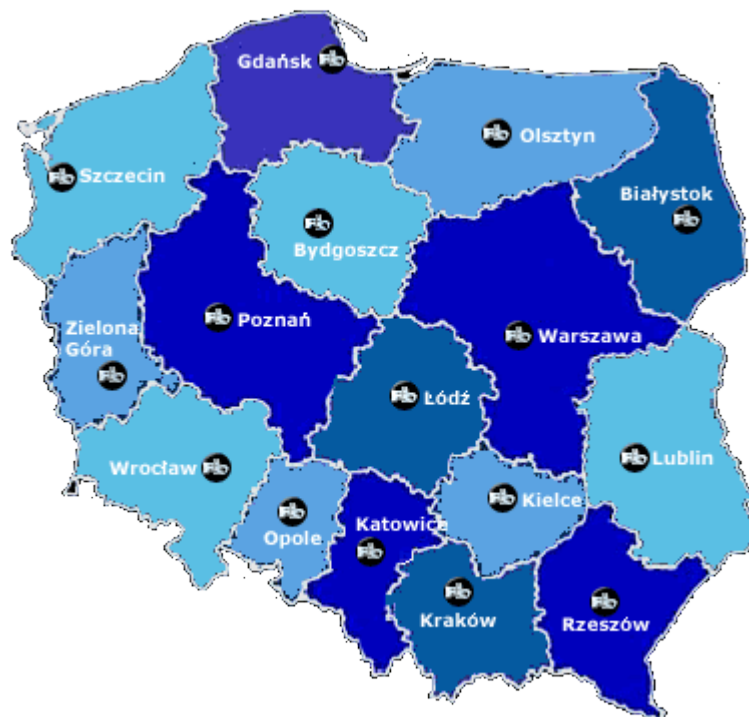 Gdańsk
Olsztyn
Szczecin
Białystok
Bydgoszcz
Poznań
Zielona
Góra
Warszawa
Łódź
Wrocław
Lublin
Kielce
Opole
Katowice
Kraków
Rzeszów